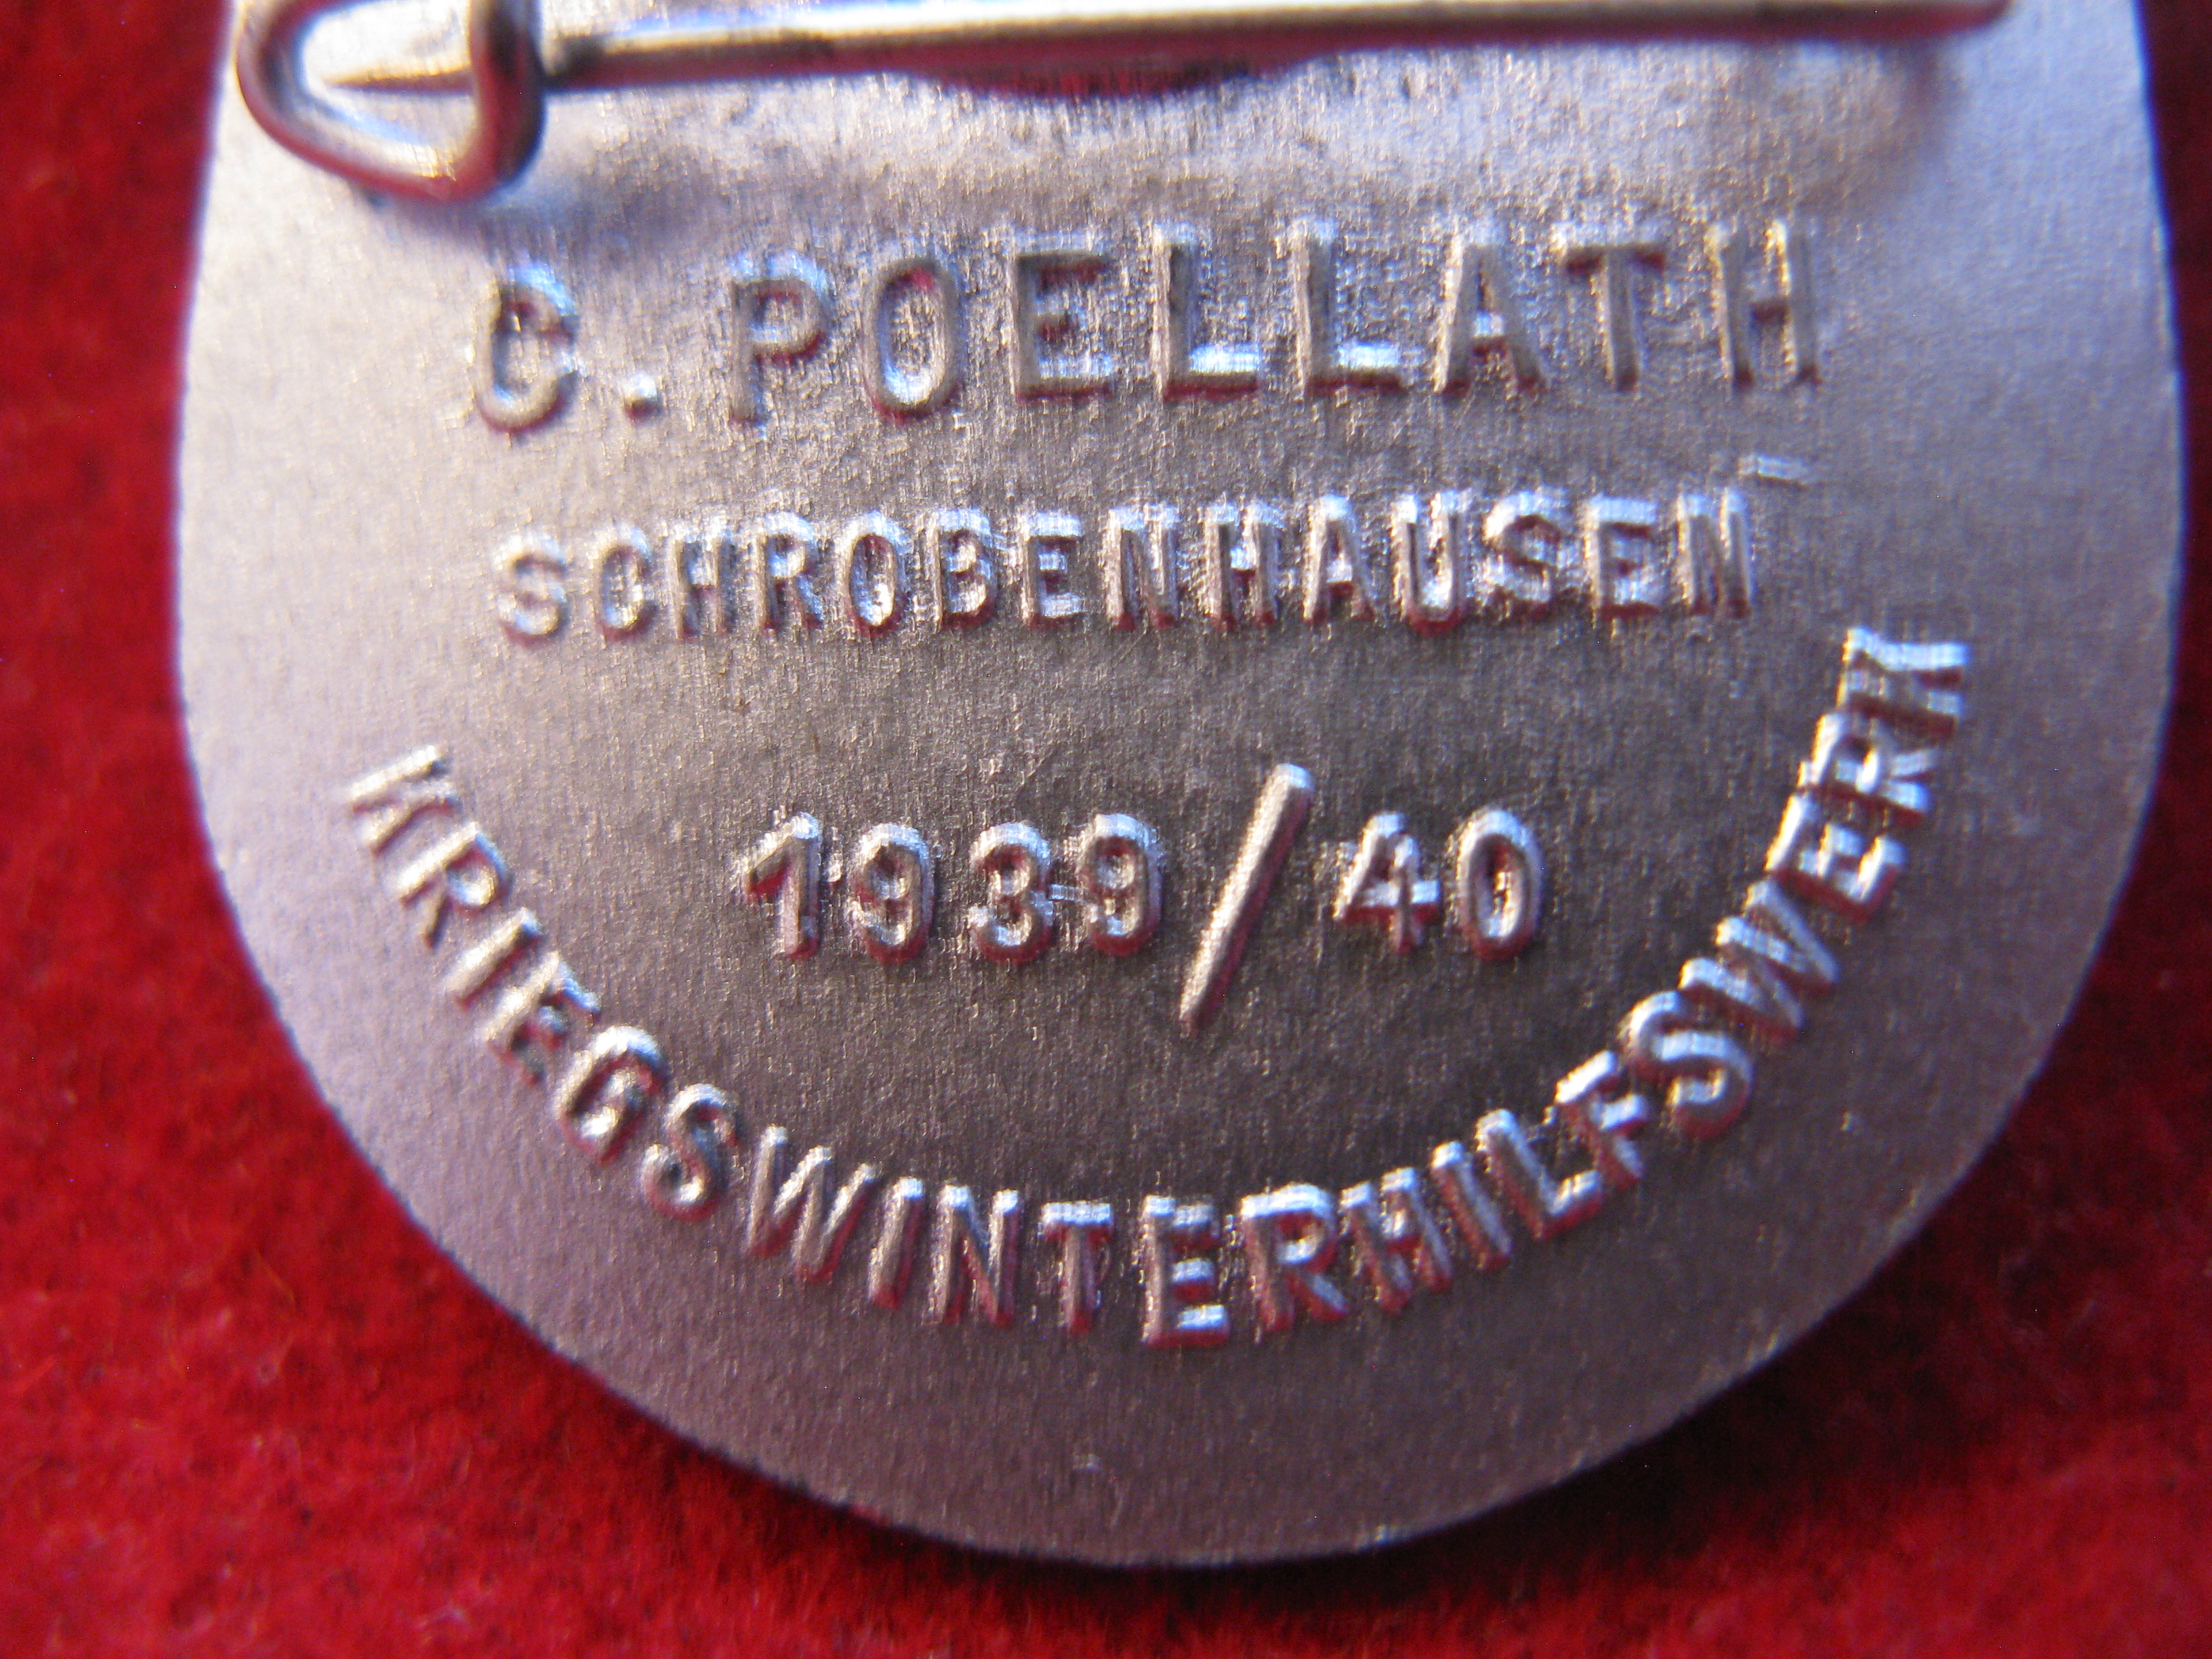 C. POELLATH
SCHROBENHAUSEN
1939/40
KRIEGSWINTERHILFSWERK